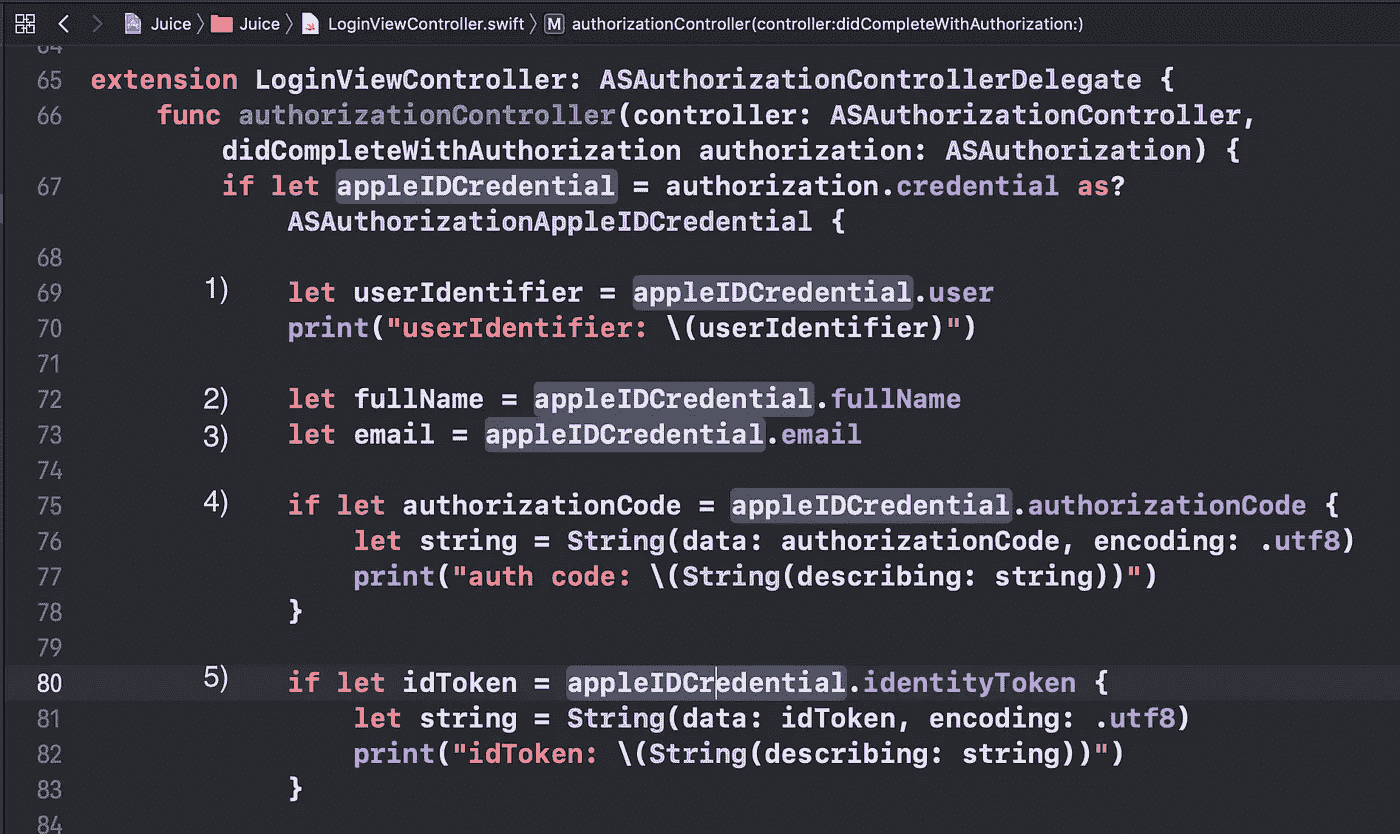 Juice 〉 Juice 〉 LoginViewController.swift 〉 M authorizationController(controller:didCompleteWithAuthorization:)
64
65 extension LoginViewController: ASAuthorizationControllerDelegate {
66 func authorizationController(controller: ASAuthorizationController,
didCompleteWithAuthorization authorization: ASAuthorization) {
67 if let appleIDCredential = authorization.credential as?
ASAuthorizationAppleIDCredential {
68
69 1) let userIdentifier = appleIDCredential.user
70 print("userIdentifier: \(userIdentifier)")
71
72 2) let fullName = appleIDCredential.fullName
73 3) let email = appleIDCredential.email
74
75 4) if let authorizationCode = appleIDCredential.authorizationCode {
76 let string = String(data: authorizationCode, encoding: .utf8)
77 print("auth code: \(String(describing: string))")
78 }
79
80 5) if let idToken = appleIDCredential.identityToken {
81 let string = String(data: idToken, encoding: .utf8)
82 print("idToken: \(String(describing: string))")
83 }
84